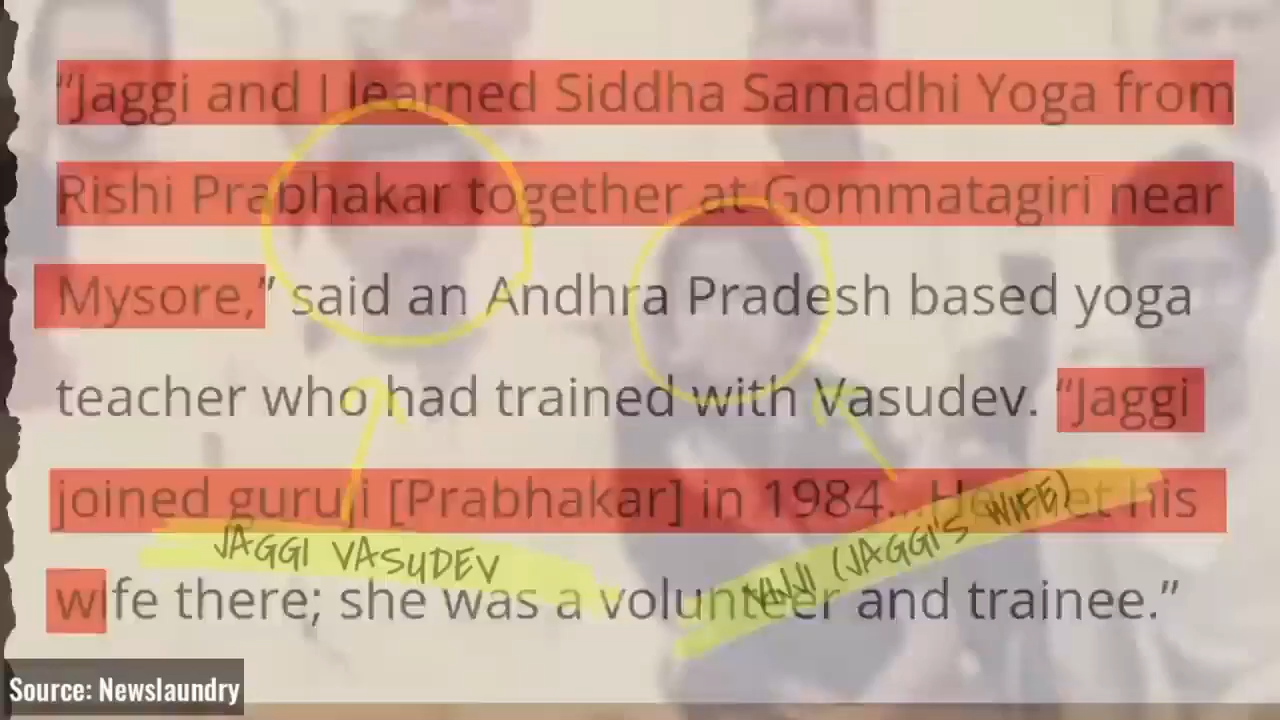 “Jaggi and I learned Siddha Samadhi Yoga from
Rishi Prabhakar together at Gommatagiri near
Mysore,” said an Andhra Pradesh based yoga
teacher who had trained with Vasudev. “Jaggi
joined guruji [Prabhakar] in 1984...He met his
wife there; she was a volunteer and trainee.”
JAGGI VASUDEV
(JAGGI'S WIFE)
Source: Newslaundry